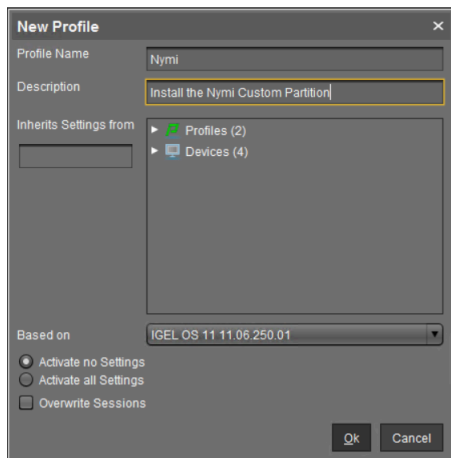 New Profile
Profile Name
Nymi
Description
Install the Nymi Custom Partition
Inherits Settings from
Profiles (2)
Devices (4)
Based on
IGEL OS 11 11.06.250.01
Activate no Settings
Activate all Settings
Overwrite Sessions
Ok
Cancel